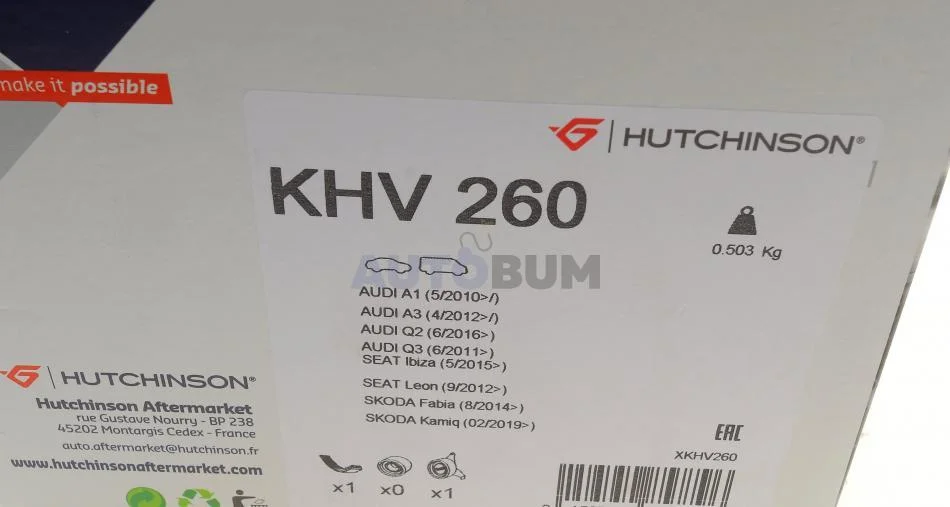 make it possible
HUTCHINSON®
KHV 260
0.503 Kg
AUTOBUM
AUDI A1 (5/2010>/)
AUDI A3 (4/2012>/)
AUDI Q2 (6/2016>)
AUDI Q3 (6/2011>)
SEAT Ibiza (5/2015>)
SEAT Leon (9/2012>)
SKODA Fabia (8/2014>)
SKODA Kamiq (02/2019>)
HUTCHINSON®
Hutchinson Aftermarket
rue Gustave Nourry - BP 238
45202 Montargis Cedex - France
auto.aftermarket@hutchinson.fr
www.hutchinsonaftermarket.com
EAC
XKHV260
x1 x0 x1